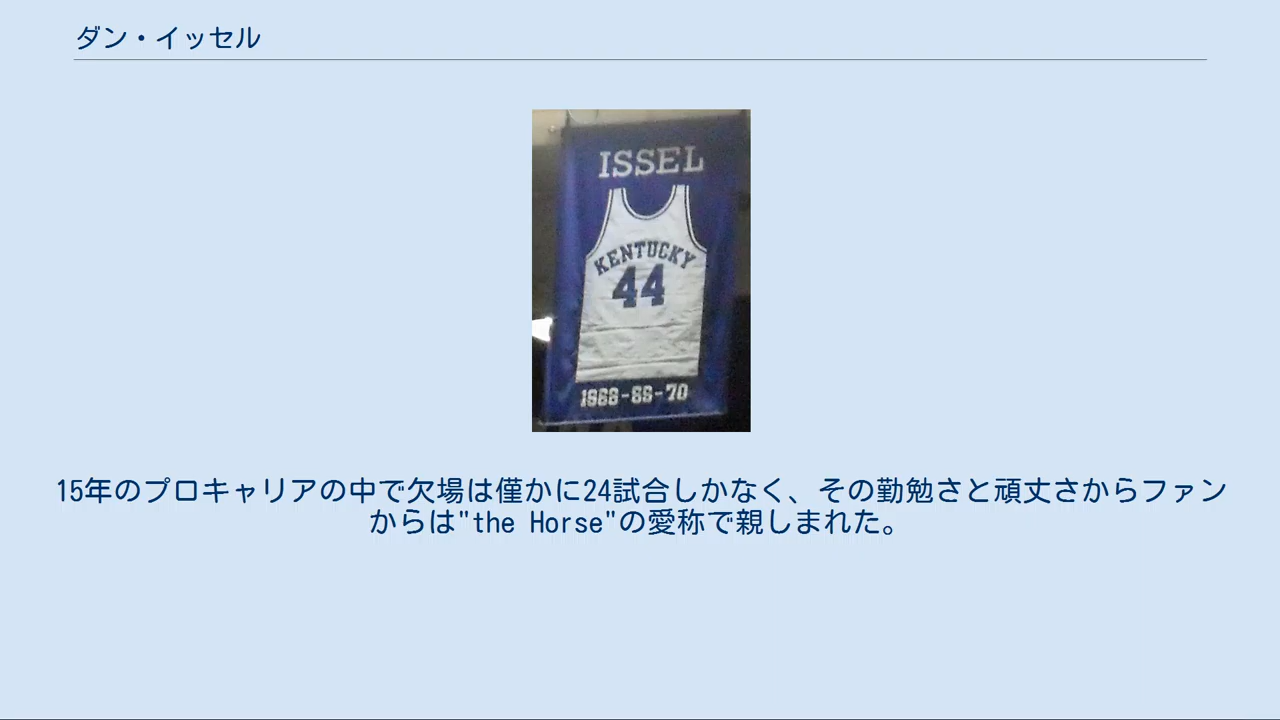 ダン・イッセル
ISSEL
KENTUCKY
44
1968-69-70
15年のプロキャリアの中で欠場は僅かに24試合しかなく、その勤勉さと頑丈さからファン
からは"the Horse"の愛称で親しまれた。